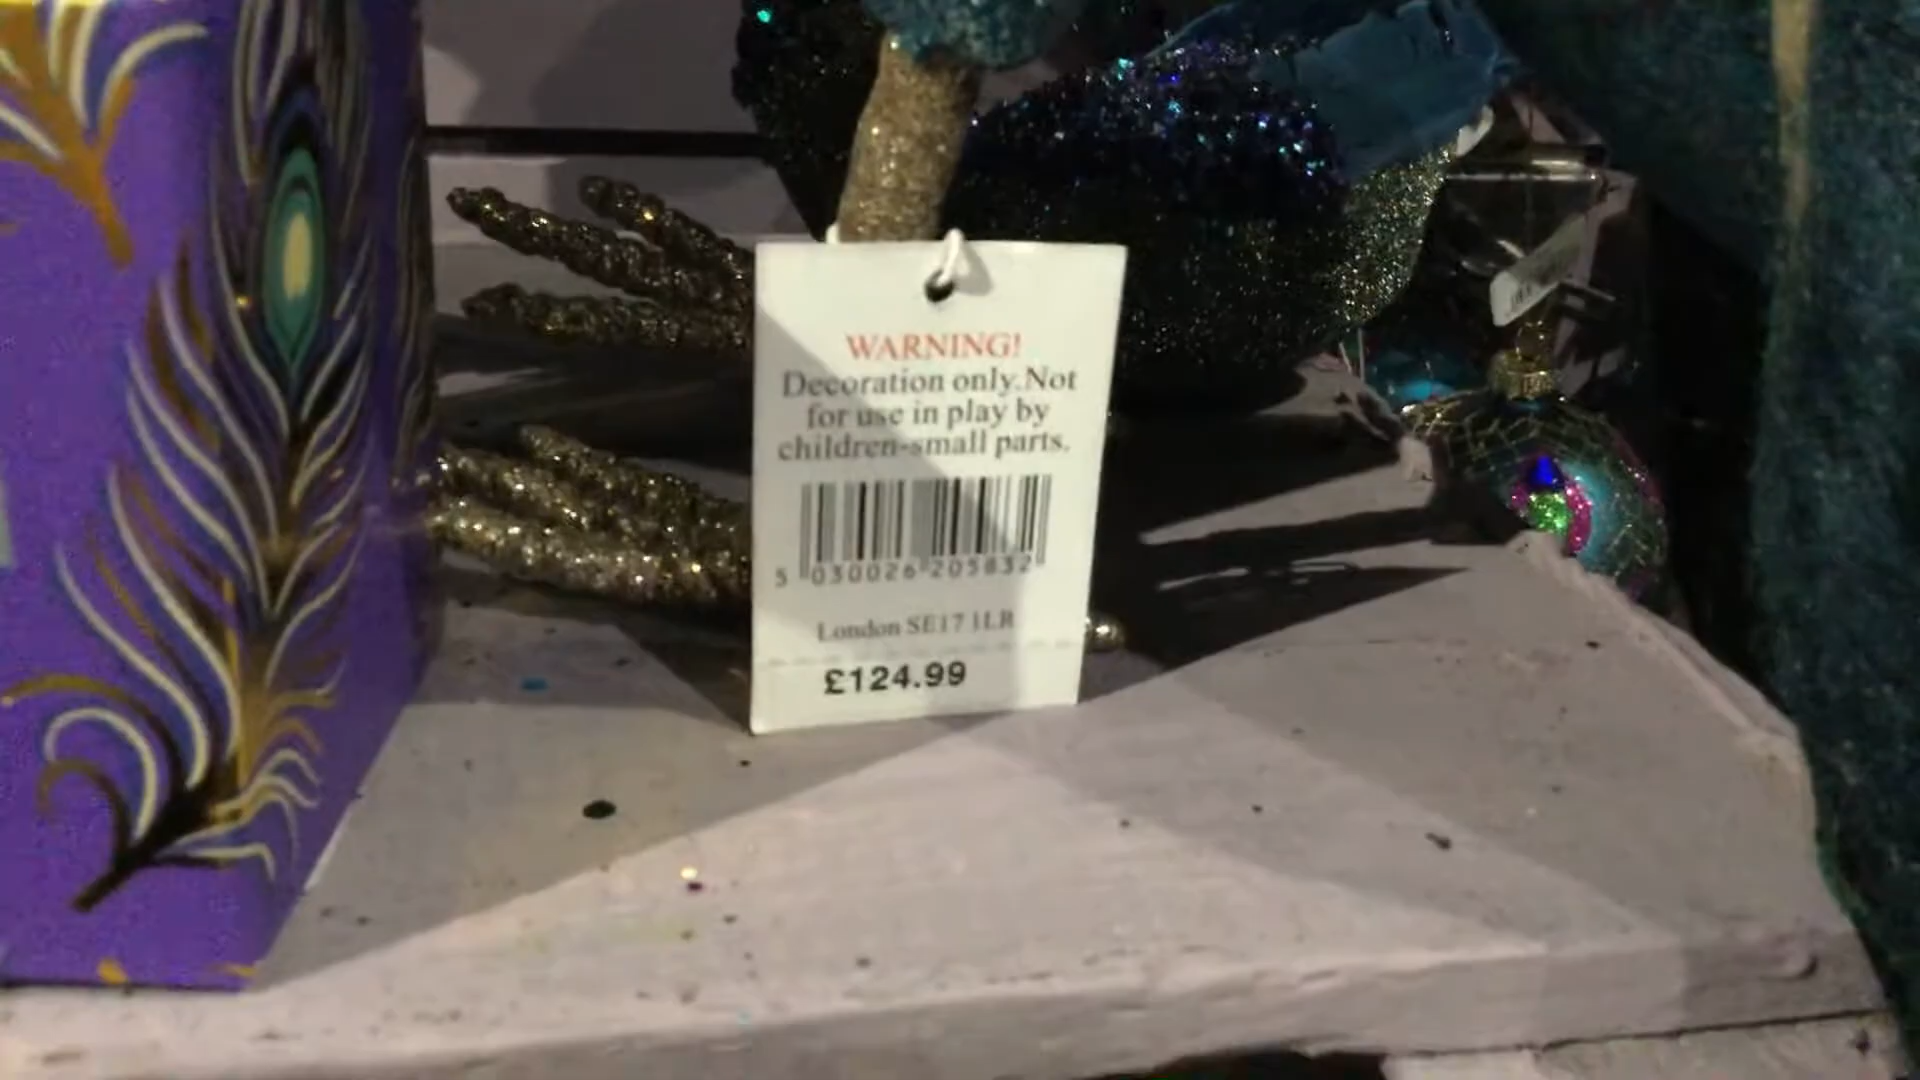 WARNING!
Decoration only.Not
for use in play by
children-small parts.
5 030026 205832
London SE17 1LR
£124.99